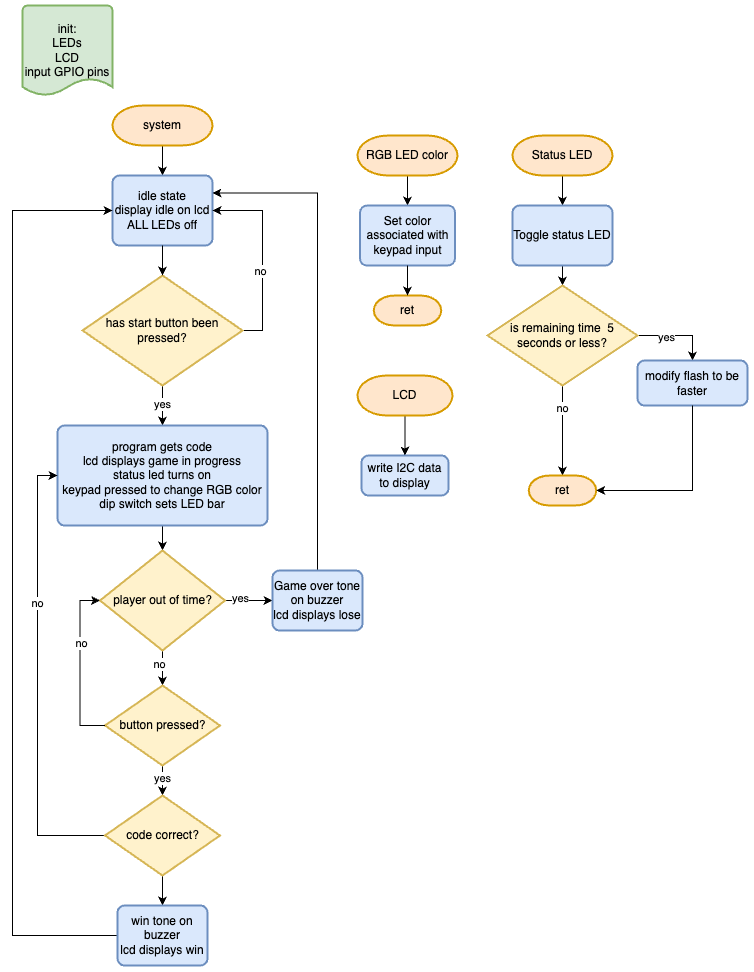 init:
LEDs
LCD
input GPIO pins
system
idle state
display idle on lcd
ALL LEDs off
no
has start button been
pressed?
yes
program gets code
lcd displays game in progress
status led turns on
keypad pressed to change RGB color
dip switch sets LED bar
player out of time?
yes
Game over tone
on buzzer
lcd displays lose
no
no
no
button pressed?
yes
code correct?
win tone on
buzzer
lcd displays win
RGB LED color
Set color
associated with
keypad input
ret
LCD
write I2C data
to display
Status LED
Toggle status LED
is remaining time 5
seconds or less?
yes
modify flash to be
faster
no
ret